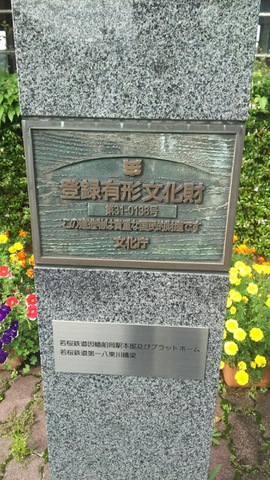 登録有形文化財
第31-0138号
この建造物は貴重な国民的財産です
文化庁
若桜鉄道因幡船岡駅本屋及びプラットホーム
若桜鉄道第一八東川橋梁